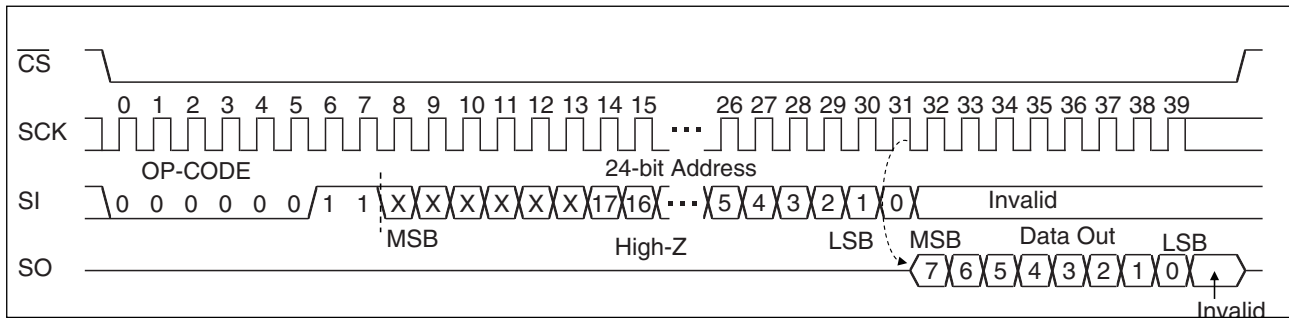 CS
0 1 2 3 4 5 6 7 8 9 10 11 12 13 14 15 26 27 28 29 30 31 32 33 34 35 36 37 38 39
SCK
OP-CODE 24-bit Address
SI 0 0 0 0 0 0 1 1 X X X X X X 17 16 5 4 3 2 1 0 Invalid
MSB High-Z LSB MSB Data Out LSB
SO 7 6 5 4 3 2 1 0
Invalid